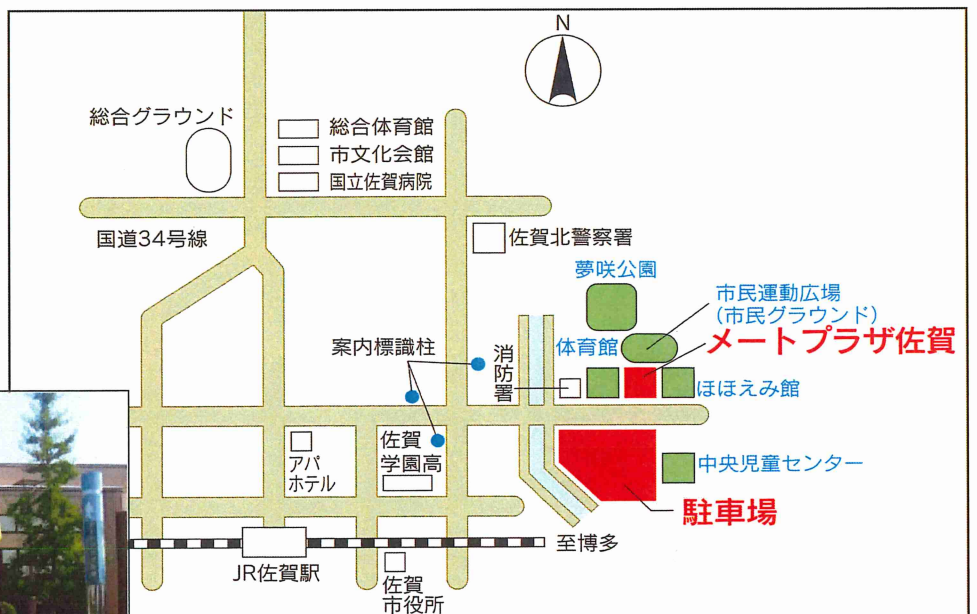 N
総合グラウンド
総合体育館
市文化会館
国立佐賀病院
国道34号線
佐賀北警察署
夢咲公園
市民運動広場
(市民グラウンド)
メートプラザ佐賀
体育館
案内標識柱
消防署
ほほえみ館
アパ
ホテル
佐賀
学園高
中央児童センター
駐車場
至博多
JR佐賀駅
佐賀
市役所